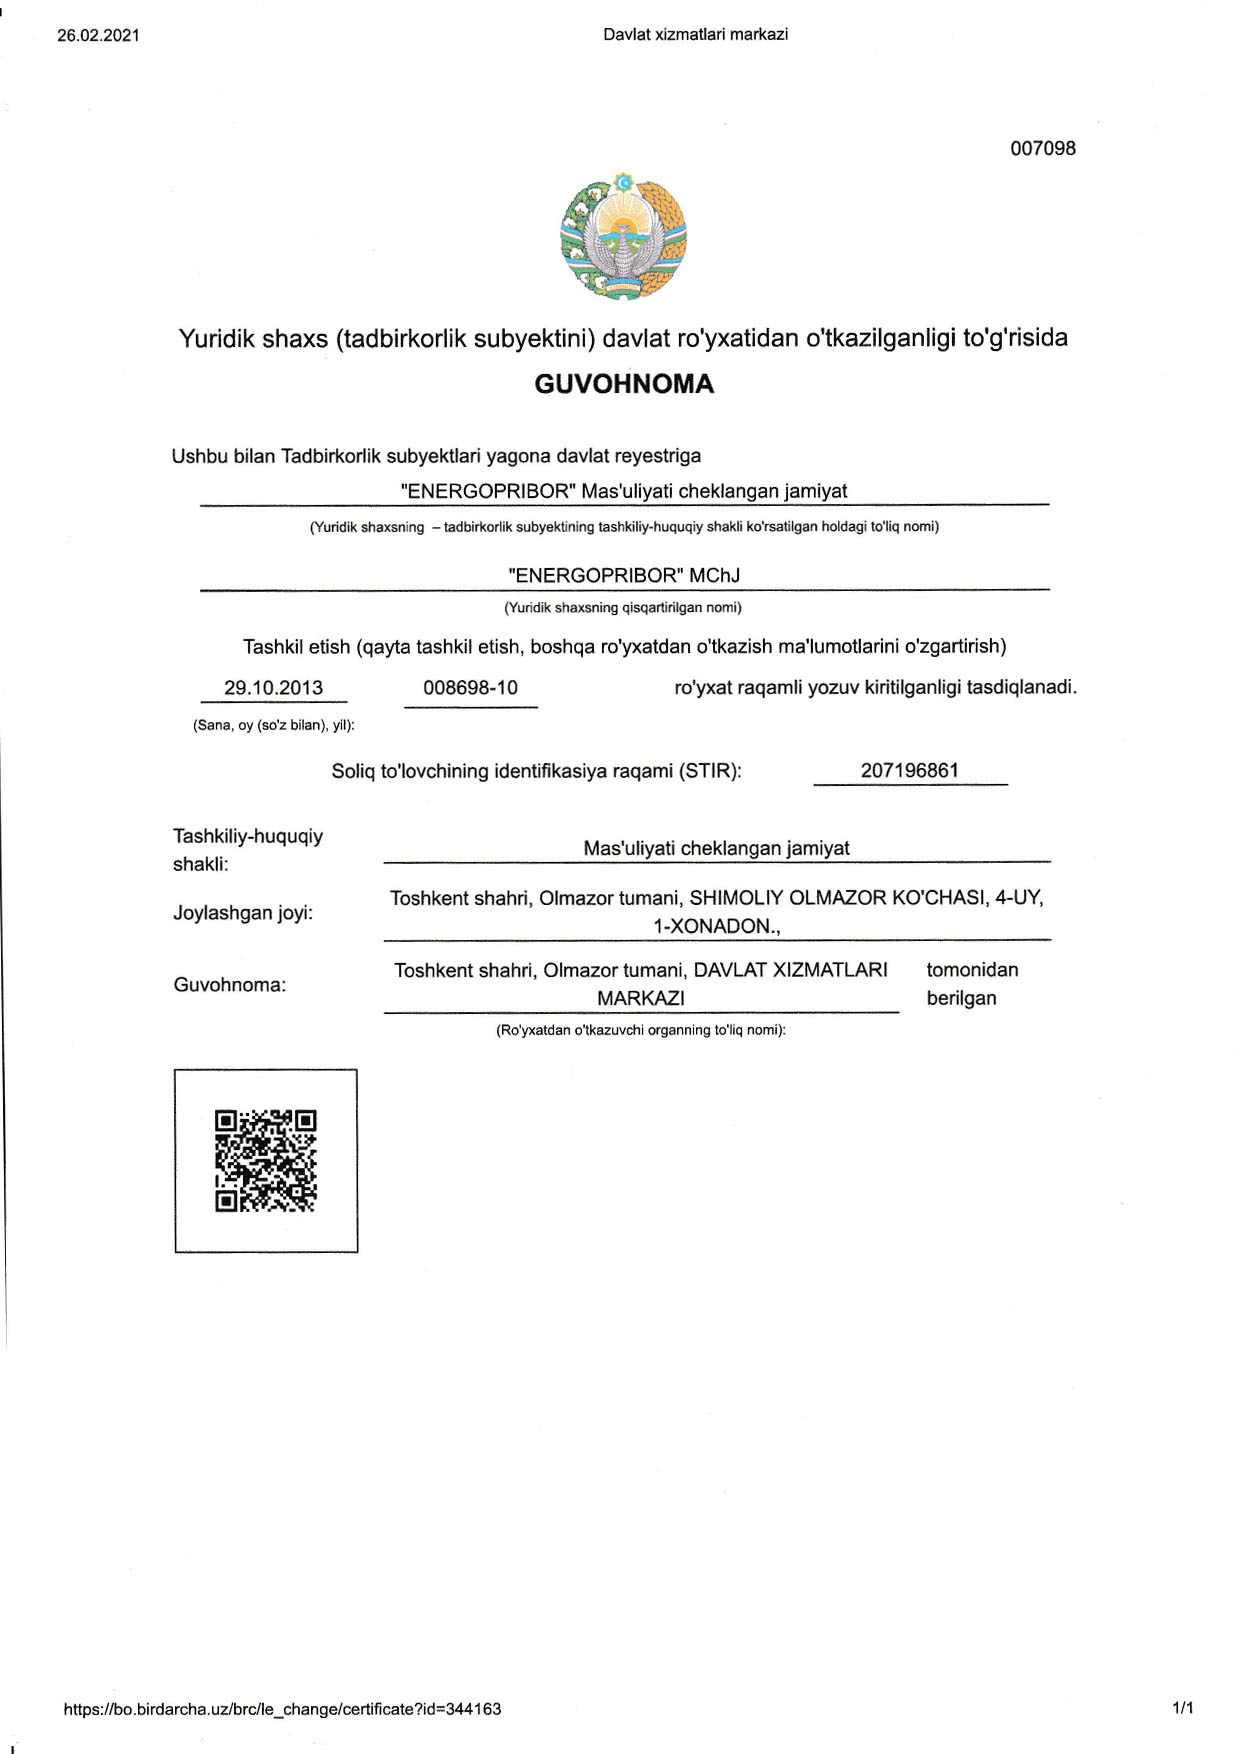 26.02.2021
Davlat xizmatlari markazi
007098
Yuridik shaxs (tadbirkorlik subyektini) davlat ro'yxatidan o'tkazilganligi to'g'risida
GUVOHNOMA
Ushbu bilan Tadbirkorlik subyektlari yagona davlat reyestriga
"ENERGOPRIBOR" Mas'uliyati cheklangan jamiyat
(Yuridik shaxsning – tadbirkorlik subyektining tashkiliy-huquqiy shakli ko'rsatilgan holdagi to'liq nomi)
"ENERGOPRIBOR" MChJ
(Yuridik shaxsning qisqartirilgan nomi)
Tashkil etish (qayta tashkil etish, boshqa ro'yxatdan o'tkazish ma'lumotlarini o'zgartirish)
29.10.2013 008698-10 ro'yxat raqamli yozuv kiritilganligi tasdiqlanadi.
(Sana, oy (so'z bilan), yil):
Soliq to'lovchining identifikasiya raqami (STIR): 207196861
Tashkiliy-huquqiy
shakli:
Mas'uliyati cheklangan jamiyat
Joylashgan joyi:
Toshkent shahri, Olmazor tumani, SHIMOLIY OLMAZOR KO'CHASI, 4-UY,
1-XONADON.,
Guvohnoma:
Toshkent shahri, Olmazor tumani, DAVLAT XIZMATLARI
MARKAZI
tomonidan
berilgan
(Ro'yxatdan o'tkazuvchi organning to'liq nomi):
https://bo.birdarcha.uz/brc/le_change/certificate?id=344163
1/1